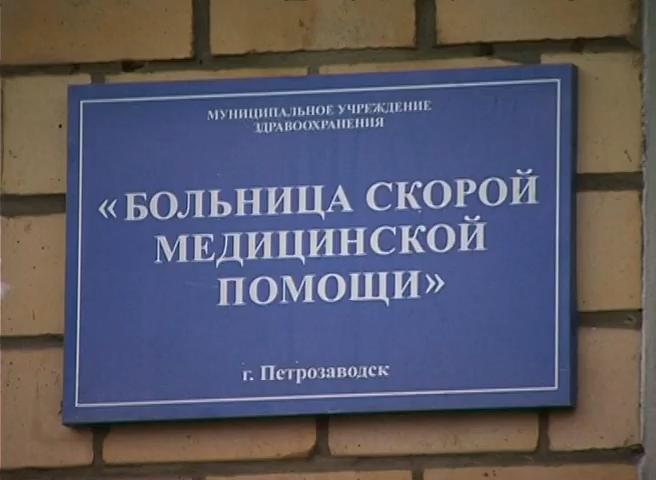 МУНИЦИПАЛЬНОЕ УЧРЕЖДЕНИЕ
ЗДРАВООХРАНЕНИЯ
«БОЛЬНИЦА СКОРОЙ
МЕДИЦИНСКОЙ
ПОМОЩИ»
г. Петрозаводск